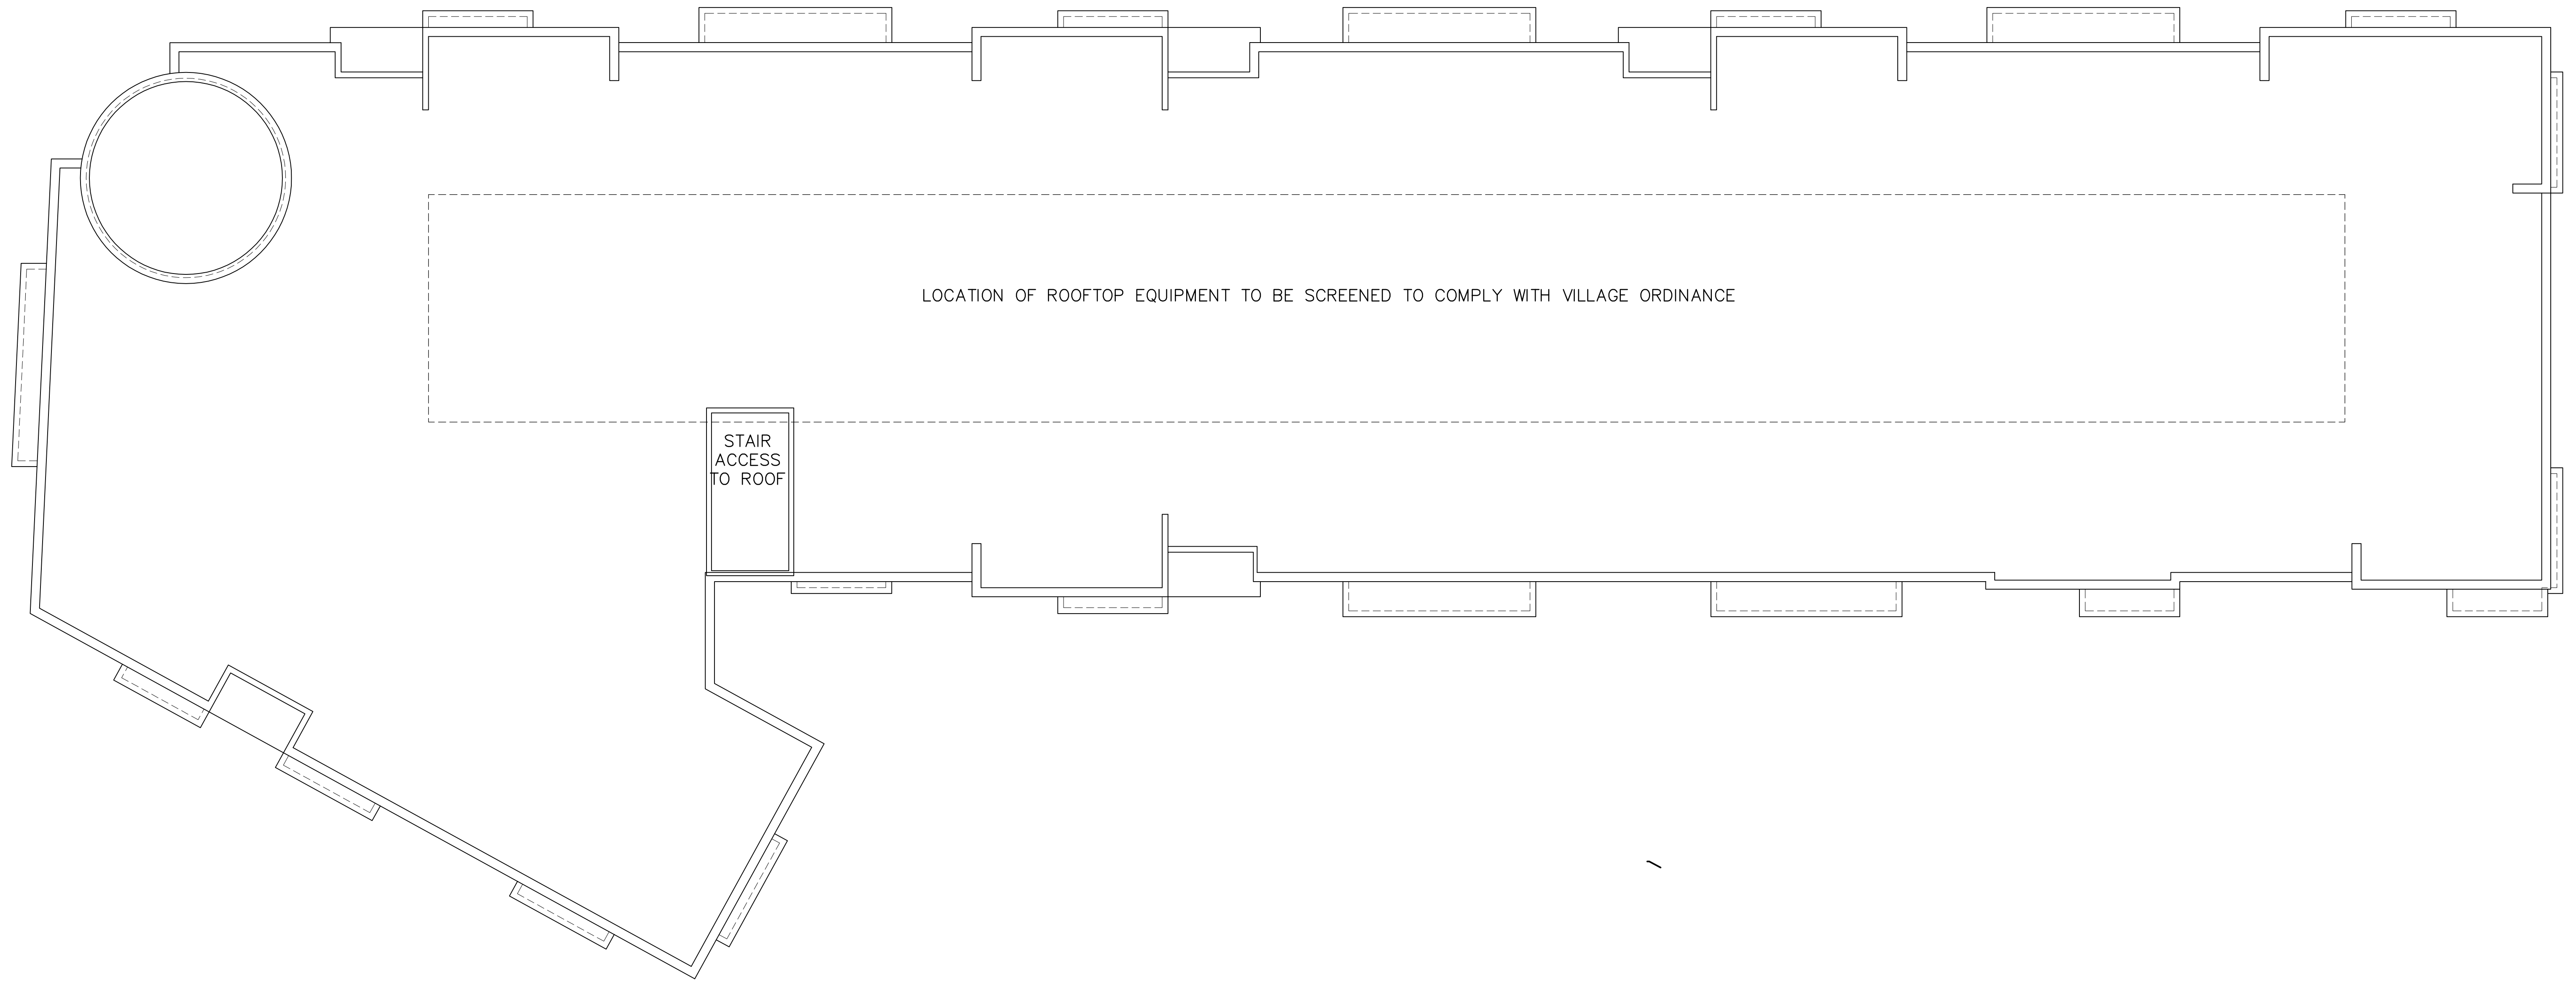 LOCATION OF ROOFTOP EQUIPMENT TO BE SCREENED TO COMPLY WITH VILLAGE ORDINANCE
STAIR
ACCESS
TO ROOF